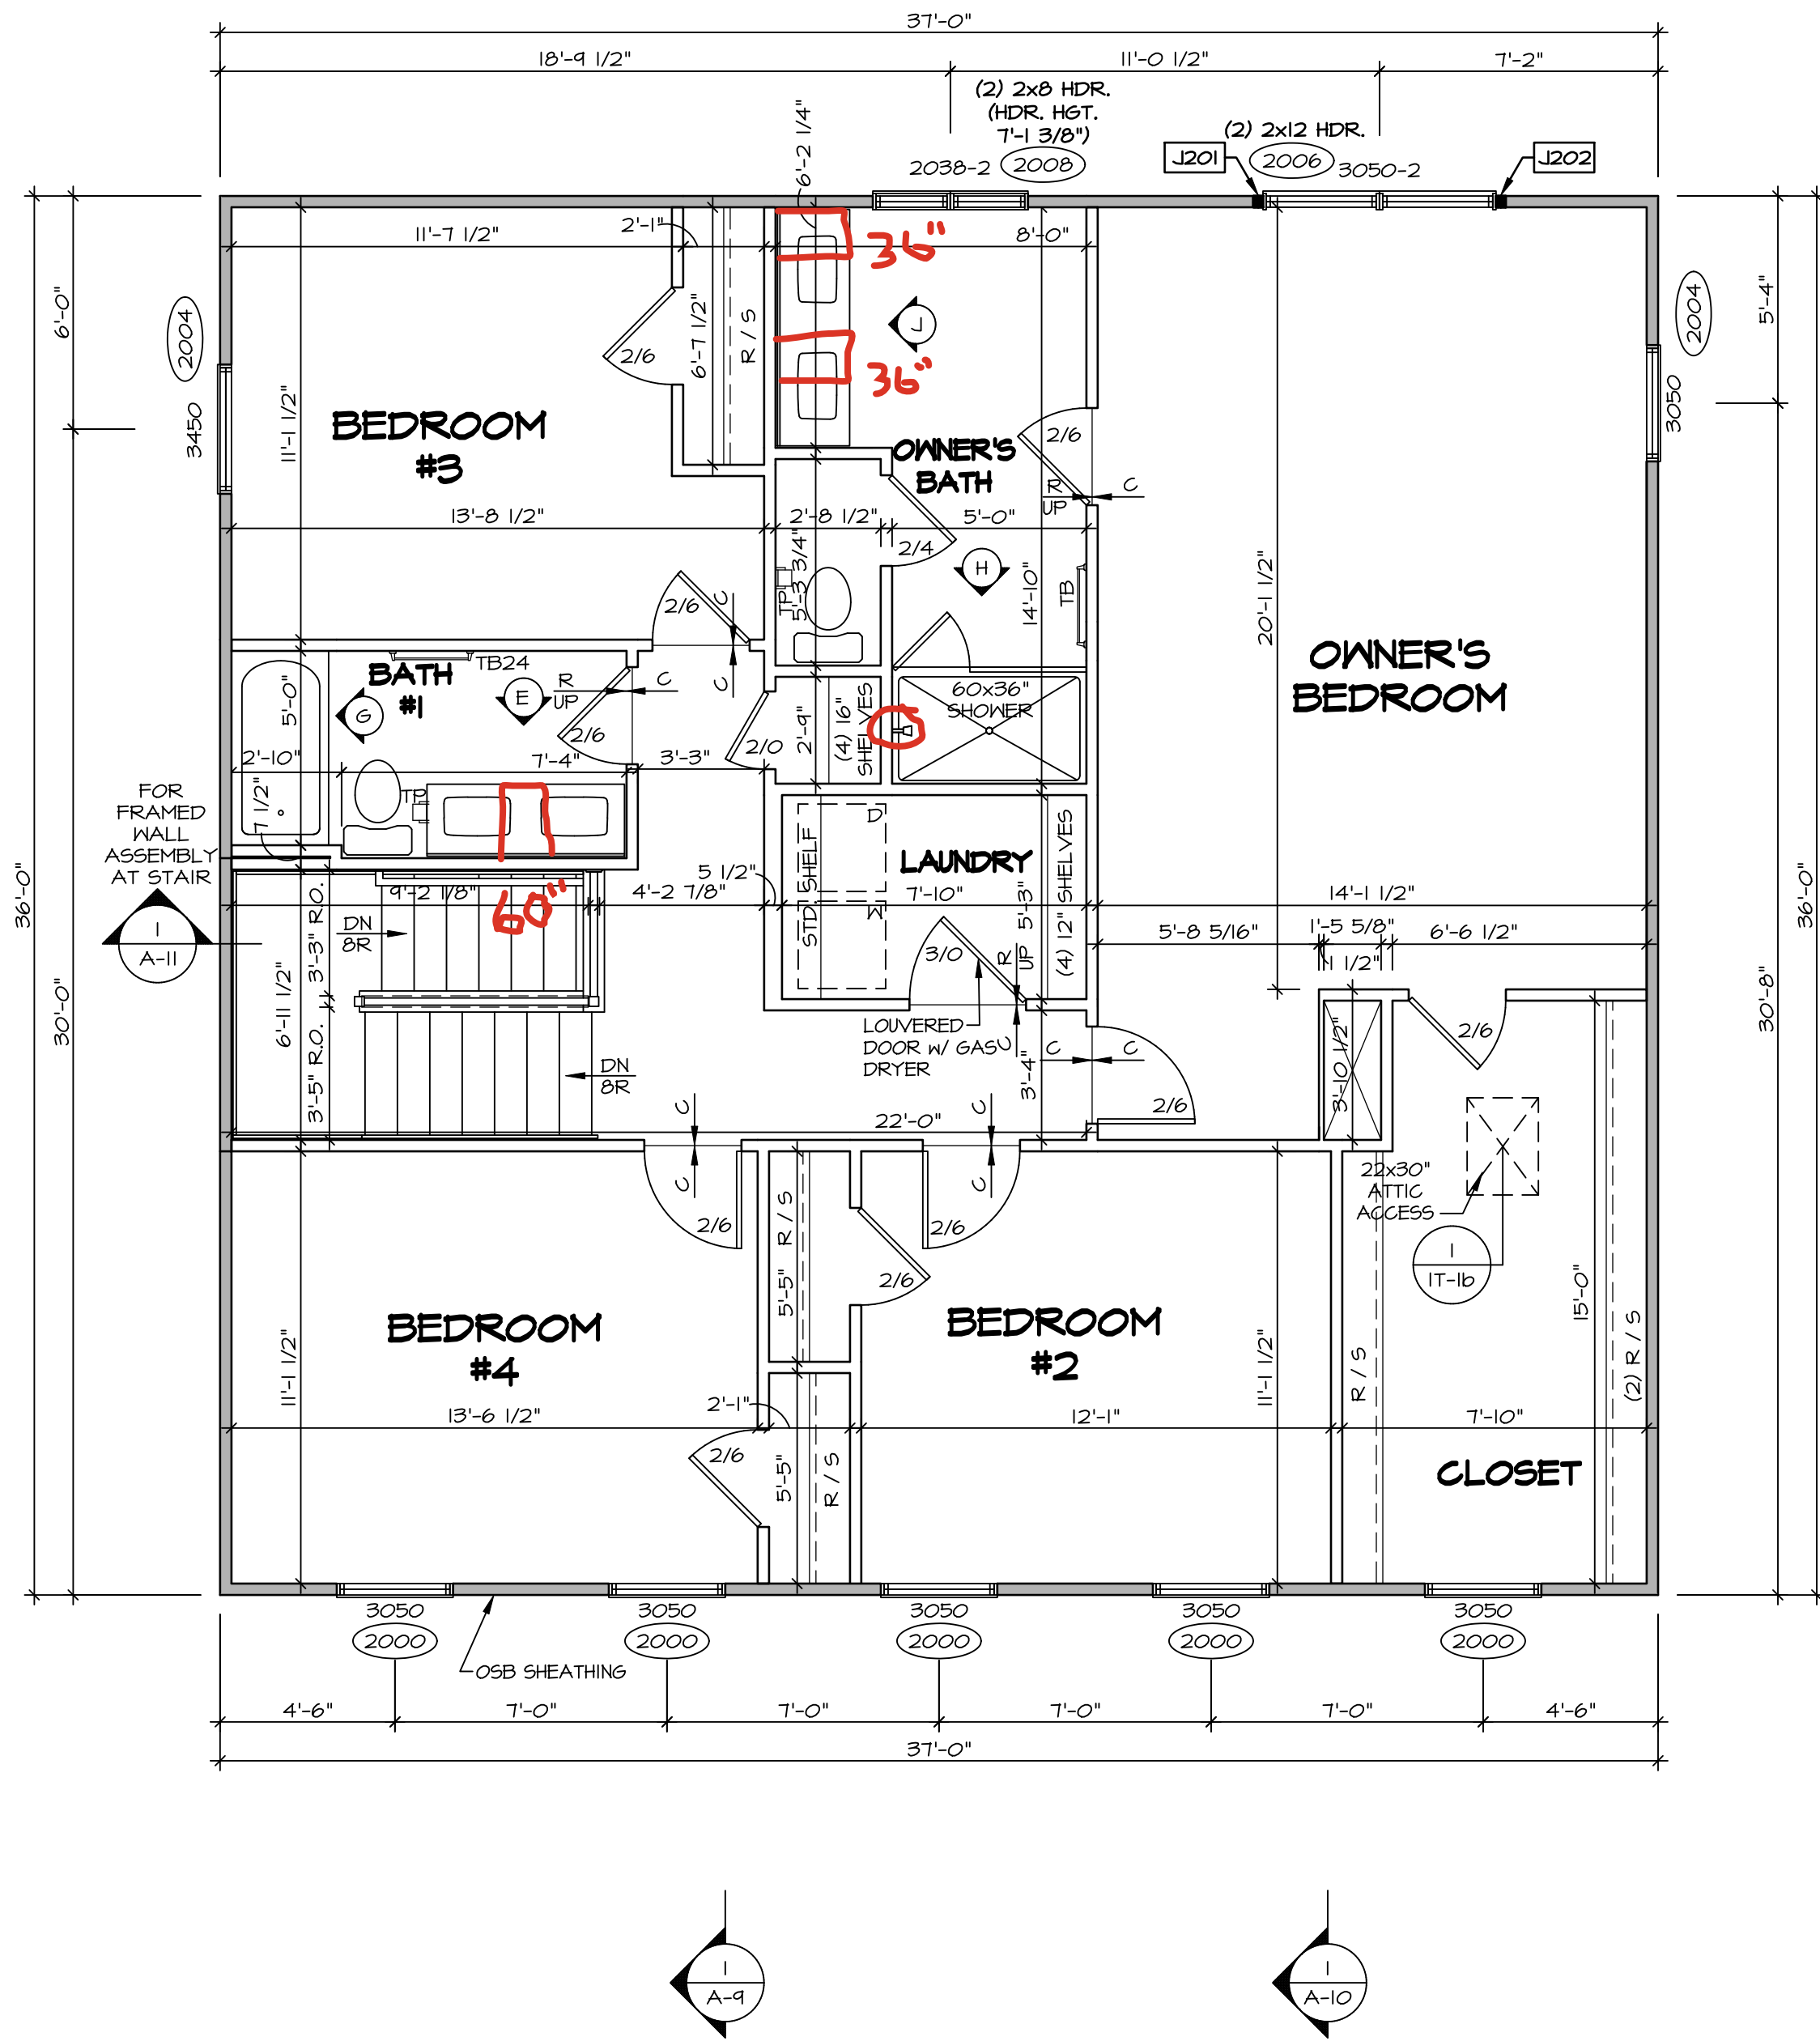 37'-0"
18'-9 1/2"
11'-0 1/2"
7'-2"
(2) 2x8 HDR.
(HDR. HGT.
7'-1 3/8")
6'-2 1/4"
2038-2
2008
(2) 2x12 HDR.
J201
2006
3050-2
J202
11'-7 1/2"
2'-1"
36"
8'-0"
6'-0"
2004
3450
11'-1 1/2"
2/6
6'-7 1/2"
R / S
L
36"
5'-4"
2004
3050
BEDROOM
#3
OWNER'S
BATH
2/6
R
UP
C
13'-8 1/2"
2'-8 1/2"
5'-0"
5'-3 3/4"
2/4
H
TP
14'-10"
TB
20'-1 1/2"
2/6
C
C
OWNER'S
BEDROOM
BATH
#1
TB24
R
UP
C
E
G
5'-0"
2/6
2'-10"
7'-4"
3'-3"
2/0
2'-9"
(4) 16"
SHELVES
60x36"
SHOWER
TP
7 1/2"
FOR
FRAMED
WALL
ASSEMBLY
AT STAIR
1
A-11
36'-0"
30'-0"
9'-2 1/8"
60"
4'-2 7/8"
5 1/2"
STD. SHELF
D
W
LAUNDRY
7'-10"
5'-3"
(4) 12" SHELVES
14'-1 1/2"
5'-8 5/16"
1'-5 5/8"
6'-6 1/2"
1 1/2"
36'-0"
30'-8"
DN
8R
3'-3" R.O.
6'-11 1/2"
3'-5" R.O.
DN
8R
3/0
R
UP
LOUVERED
DOOR W/ GAS
DRYER
C
C
C
3'-4"
2/6
3'-10 1/2"
2/6
22'-0"
C
C
C
C
22x30"
ATTIC
ACCESS
1
1T-1b
2/6
R / S
2/6
5'-5"
2/6
15'-0"
(2) R / S
R / S
BEDROOM
#4
BEDROOM
#2
11'-1 1/2"
11'-1 1/2"
13'-6 1/2"
2'-1"
12'-1"
7'-10"
2/6
5'-5"
R / S
CLOSET
3050
3050
3050
3050
3050
2000
2000
2000
2000
2000
OSB SHEATHING
4'-6"
7'-0"
7'-0"
7'-0"
7'-0"
4'-6"
37'-0"
1
A-9
1
A-10